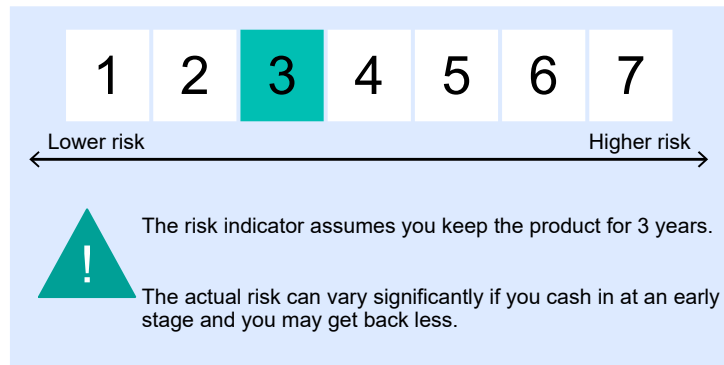 1 2 3 4 5 6 7
Lower risk Higher risk
!
The risk indicator assumes you keep the product for 3 years.
The actual risk can vary significantly if you cash in at an early
stage and you may get back less.